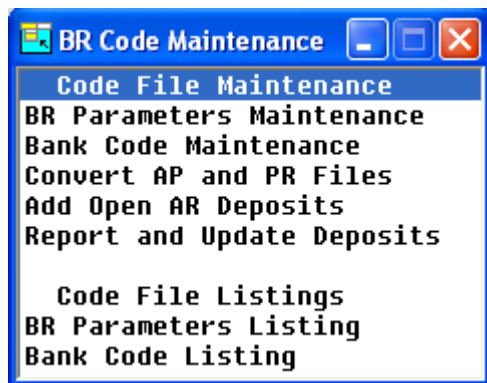 BR Code Maintenance
Code File Maintenance
BR Parameters Maintenance
Bank Code Maintenance
Convert AP and PR Files
Add Open AR Deposits
Report and Update Deposits
Code File Listings
BR Parameters Listing
Bank Code Listing